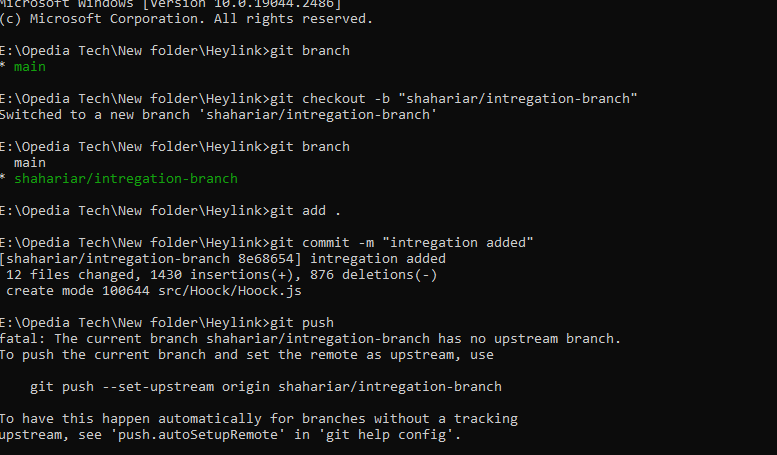 Microsoft Windows [Version 10.0.19044.2486]
(c) Microsoft Corporation. All rights reserved.
E:\Opedia Tech\New folder\Heylink>git branch
* main
E:\Opedia Tech\New folder\Heylink>git checkout -b "shahariar/intregation-branch"
Switched to a new branch 'shahariar/intregation-branch'
E:\Opedia Tech\New folder\Heylink>git branch
main
* shahariar/intregation-branch
E:\Opedia Tech\New folder\Heylink>git add .
E:\Opedia Tech\New folder\Heylink>git commit -m "intregation added"
[shahariar/intregation-branch 8e68654] intregation added
12 files changed, 1430 insertions(+), 876 deletions(-)
create mode 100644 src/Hoock/Hoock.js
E:\Opedia Tech\New folder\Heylink>git push
fatal: The current branch shahariar/intregation-branch has no upstream branch.
To push the current branch and set the remote as upstream, use
git push --set-upstream origin shahariar/intregation-branch
To have this happen automatically for branches without a tracking
upstream, see 'push.autoSetupRemote' in 'git help config'.